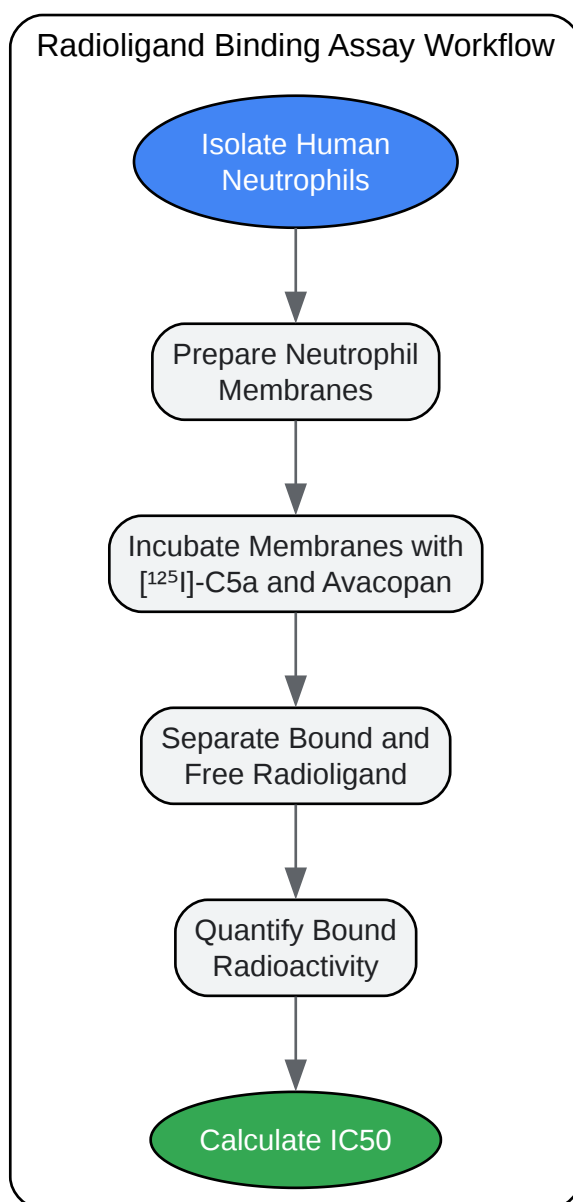 Radioligand Binding Assay Workflow
Isolate Human
Neutrophils
Prepare Neutrophil
Membranes
Incubate Membranes with
[¹²⁵I]-C5a and Avacopan
Separate Bound and
Free Radioligand
Quantify Bound
Radioactivity
Calculate IC50